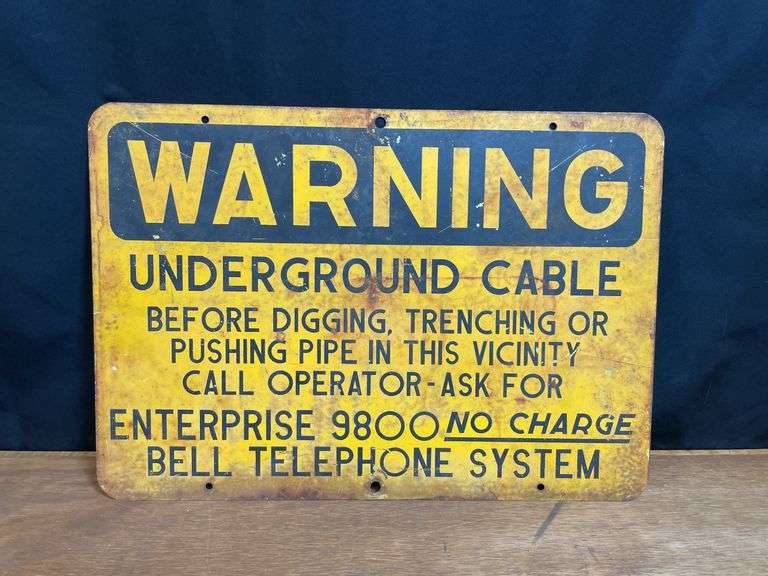 WARNING
UNDERGROUND CABLE
BEFORE DIGGING, TRENCHING OR
PUSHING PIPE IN THIS VICINITY
CALL OPERATOR-ASK FOR
ENTERPRISE 9800 NO CHARGE
BELL TELEPHONE SYSTEM